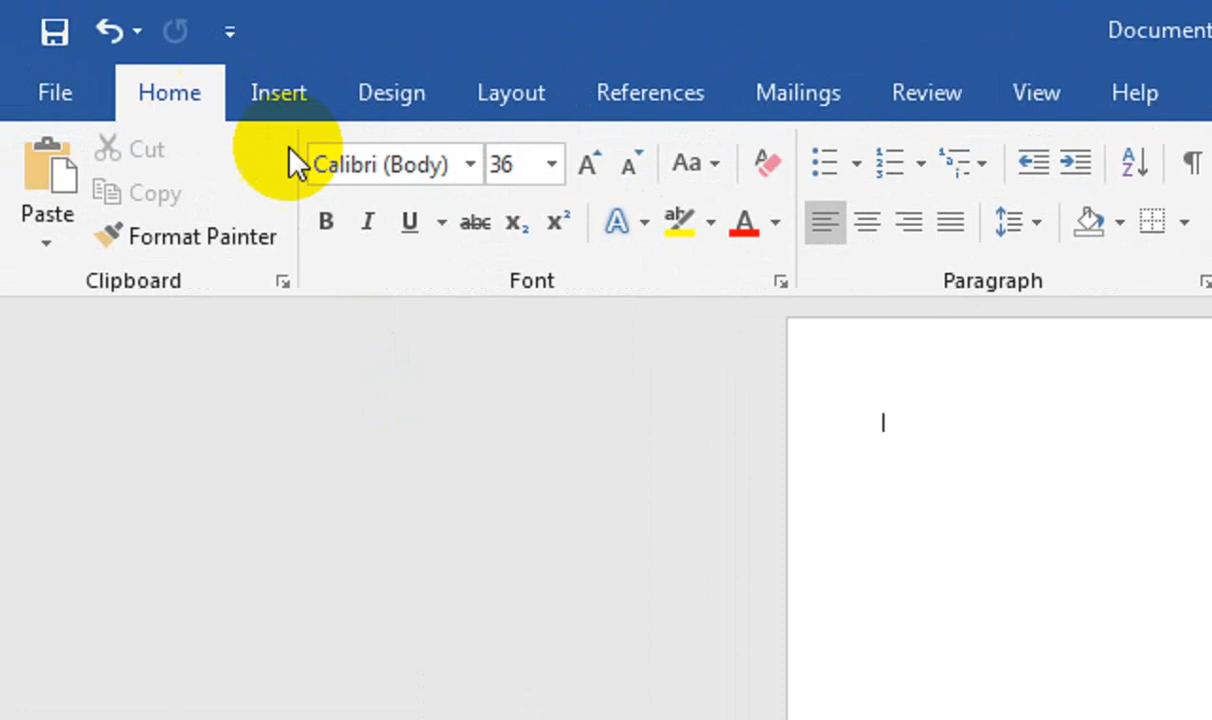 Document
File Home Insert Design Layout References Mailings Review View Help
Cut
Calibri (Body) 36 Aa
Copy
Paste
Format Painter
B I U abc x₂ x² A A
Clipboard Font Paragraph